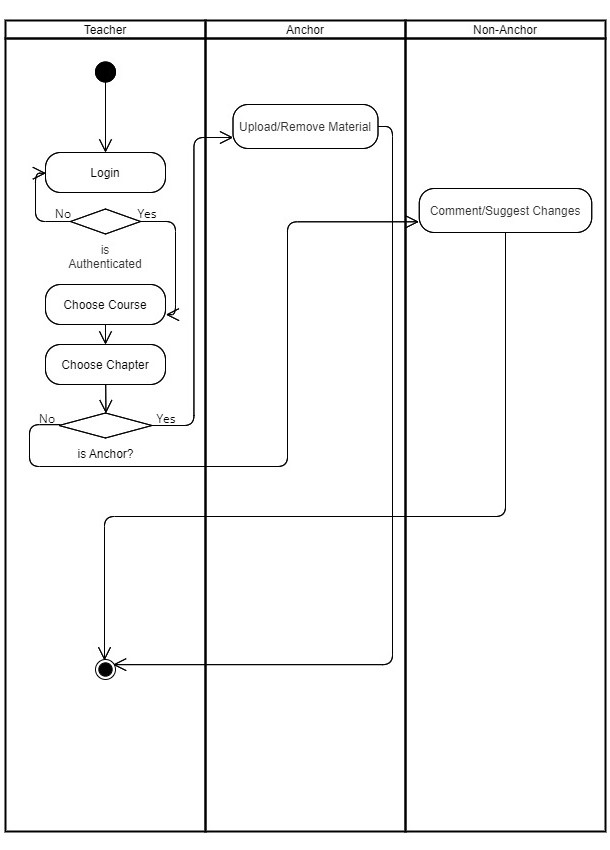 Teacher
Anchor
Non-Anchor
Upload/Remove Material
Login
Comment/Suggest Changes
No
Yes
is
Authenticated
Choose Course
Choose Chapter
No
Yes
is Anchor?